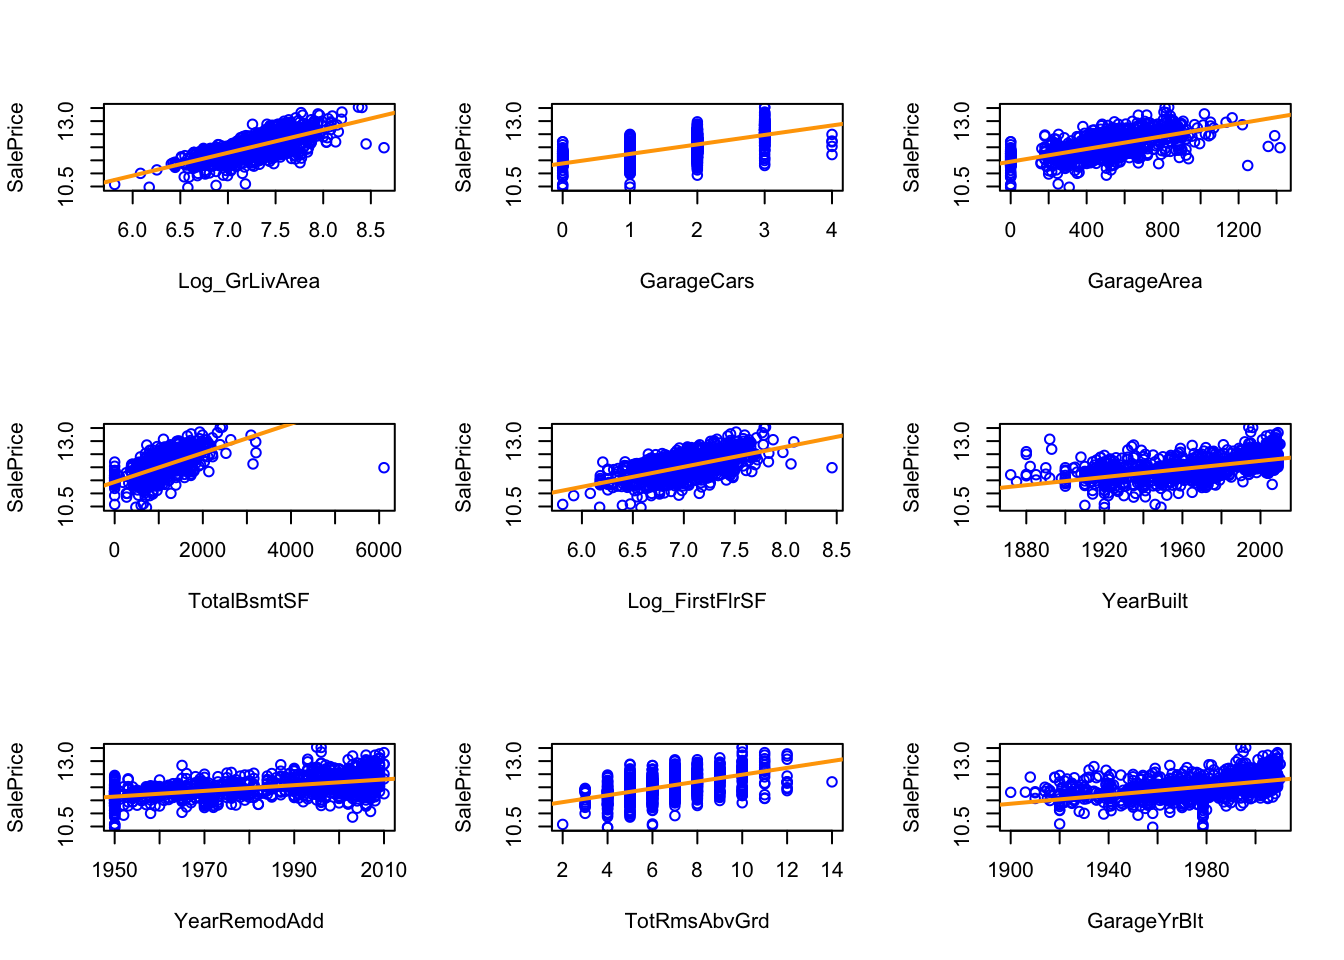 SalePrice
10.5 13.0
6.0 6.5 7.0 7.5 8.0 8.5
Log_GrLivArea
SalePrice
10.5 13.0
0 1 2 3 4
GarageCars
SalePrice
10.5 13.0
0 400 800 1200
GarageArea
SalePrice
10.5 13.0
0 2000 4000 6000
TotalBsmtSF
SalePrice
10.5 13.0
6.0 6.5 7.0 7.5 8.0 8.5
Log_FirstFlrSF
SalePrice
10.5 13.0
1880 1920 1960 2000
YearBuilt
SalePrice
10.5 13.0
1950 1970 1990 2010
YearRemodAdd
SalePrice
10.5 13.0
2 4 6 8 10 12 14
TotRmsAbvGrd
SalePrice
10.5 13.0
1900 1940 1980
GarageYrBlt